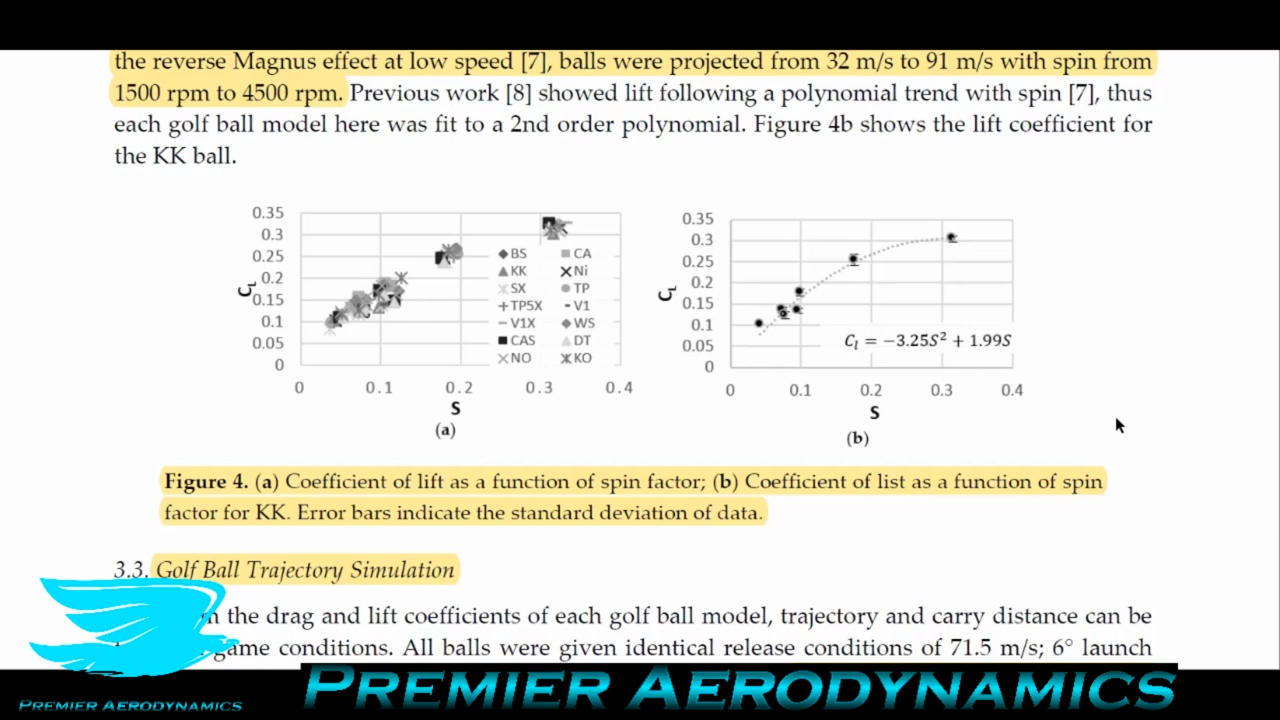 the reverse Magnus effect at low speed [7], balls were projected from 32 m/s to 91 m/s with spin from
1500 rpm to 4500 rpm. Previous work [8] showed lift following a polynomial trend with spin [7], thus
each golf ball model here was fit to a 2nd order polynomial. Figure 4b shows the lift coefficient for
the KK ball.
0.35
0.3
0.25
0.2
0.15
0.1
0.05
0
C_L
0 0.1 0.2 0.3 0.4
S
BS CA
KK Ni
SX TP
TP5X V1
V1X WS
CAS DT
NO KO
(a)
0.35
0.3
0.25
0.2
0.15
0.1
0.05
0
C_L
C_l = −3.25S² + 1.99S
0 0.1 0.2 0.3 0.4
S
(b)
Figure 4. (a) Coefficient of lift as a function of spin factor; (b) Coefficient of list as a function of spin
factor for KK. Error bars indicate the standard deviation of data.
3.3. Golf Ball Trajectory Simulation
the drag and lift coefficients of each golf ball model, trajectory and carry distance can be
game conditions. All balls were given identical release conditions of 71.5 m/s; 6° launch
PREMIER AERODYNAMICS
PREMIER AERODYNAMICS